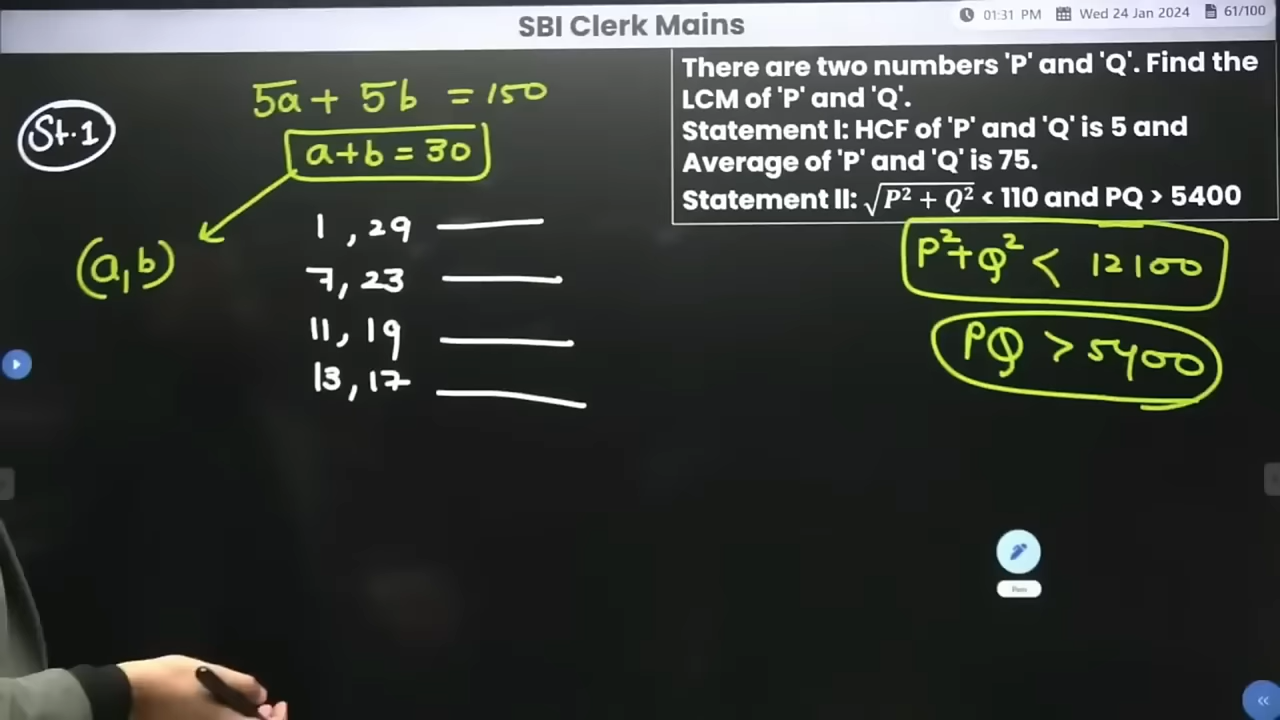 SBI Clerk Mains
01:31 PM Wed 24 Jan 2024 61/100
There are two numbers 'P' and 'Q'. Find the
LCM of 'P' and 'Q'.
Statement I: HCF of 'P' and 'Q' is 5 and
Average of 'P' and 'Q' is 75.
Statement II: √(P² + Q²) < 110 and PQ > 5400
St.1
5a + 5b = 150
a+b = 30
(a,b)
1, 29
7, 23
11, 19
13, 17
P²+Q² < 12100
PQ > 5400
Pen